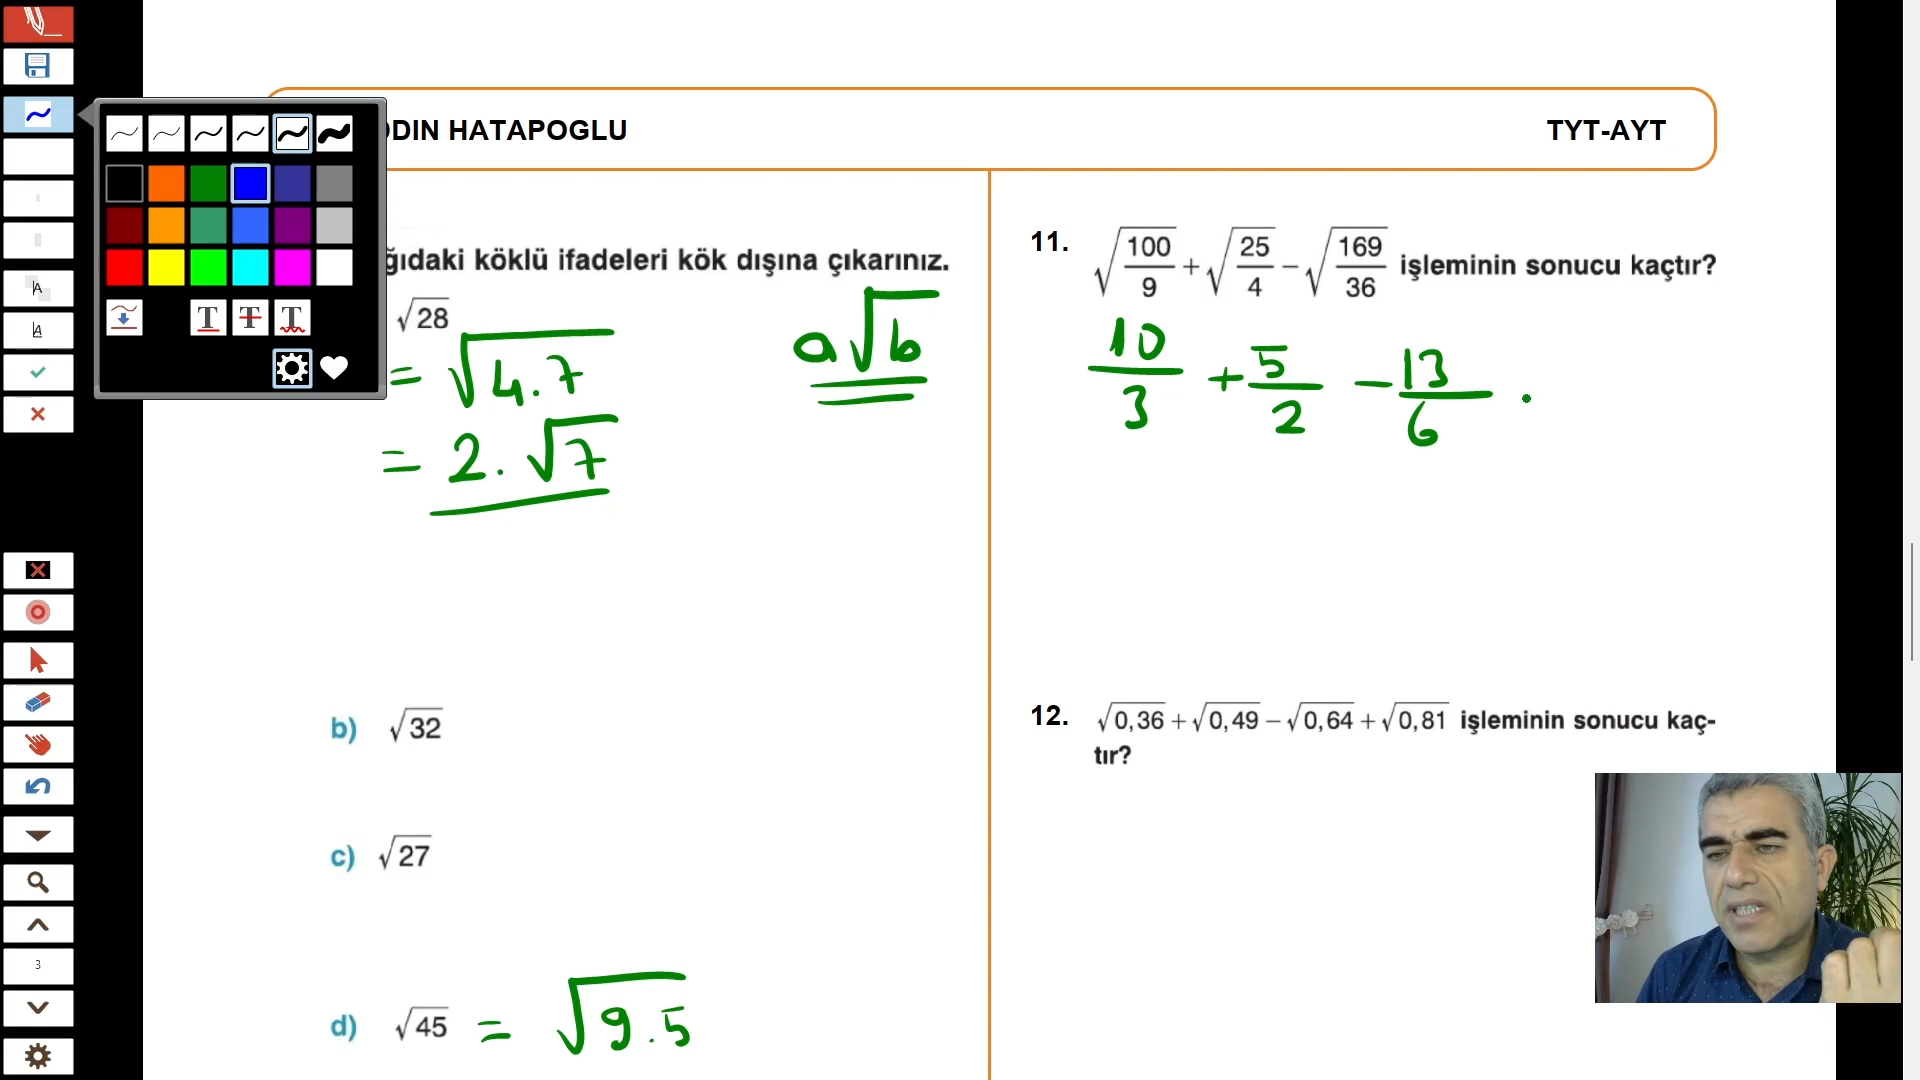 DDIN HATAPOGLU
TYT-AYT
ğıdaki köklü ifadeleri kök dışına çıkarınız.
√28
= √4.7
= 2.√7
a√b
b) √32
c) √27
d) √45 = √9.5
11. √100/9 + √25/4 − √169/36 işleminin sonucu kaçtır?
10/3 + 5/2 − 13/6
12. √0,36 + √0,49 − √0,64 + √0,81 işleminin sonucu kaç-
tır?
A
A
T T T
3